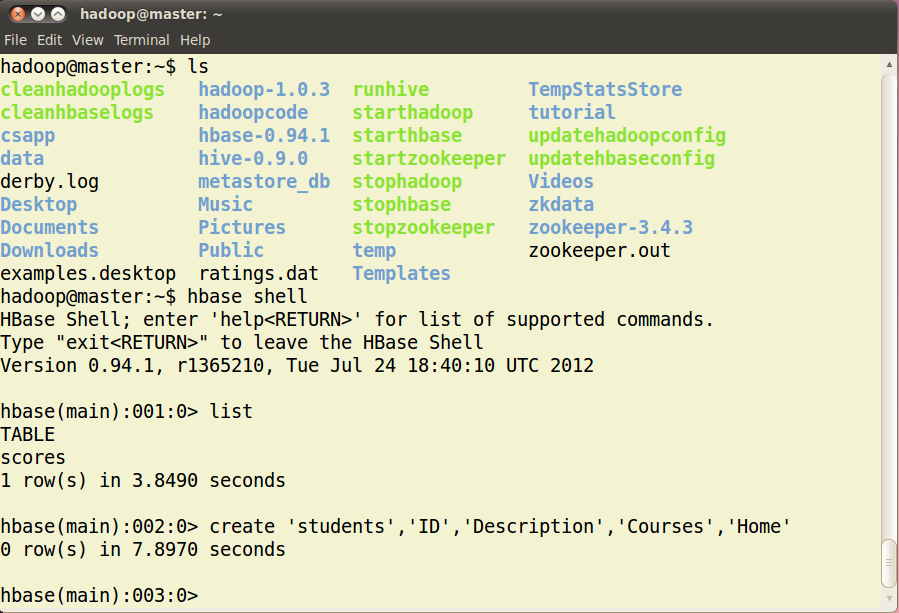 hadoop@master: ~
File Edit View Terminal Help
hadoop@master:~$ ls
cleanhadooplogs hadoop-1.0.3 runhive TempStatsStore
cleanhbaselogs hadoopcode starthadoop tutorial
csapp hbase-0.94.1 starthbase updatehadoopconfig
data hive-0.9.0 startzookeeper updatehbaseconfig
derby.log metastore_db stophadoop Videos
Desktop Music stophbase zkdata
Documents Pictures stopzookeeper zookeeper-3.4.3
Downloads Public temp zookeeper.out
examples.desktop ratings.dat Templates
hadoop@master:~$ hbase shell
HBase Shell; enter 'help<RETURN>' for list of supported commands.
Type "exit<RETURN>" to leave the HBase Shell
Version 0.94.1, r1365210, Tue Jul 24 18:40:10 UTC 2012
hbase(main):001:0> list
TABLE
scores
1 row(s) in 3.8490 seconds
hbase(main):002:0> create 'students','ID','Description','Courses','Home'
0 row(s) in 7.8970 seconds
hbase(main):003:0>